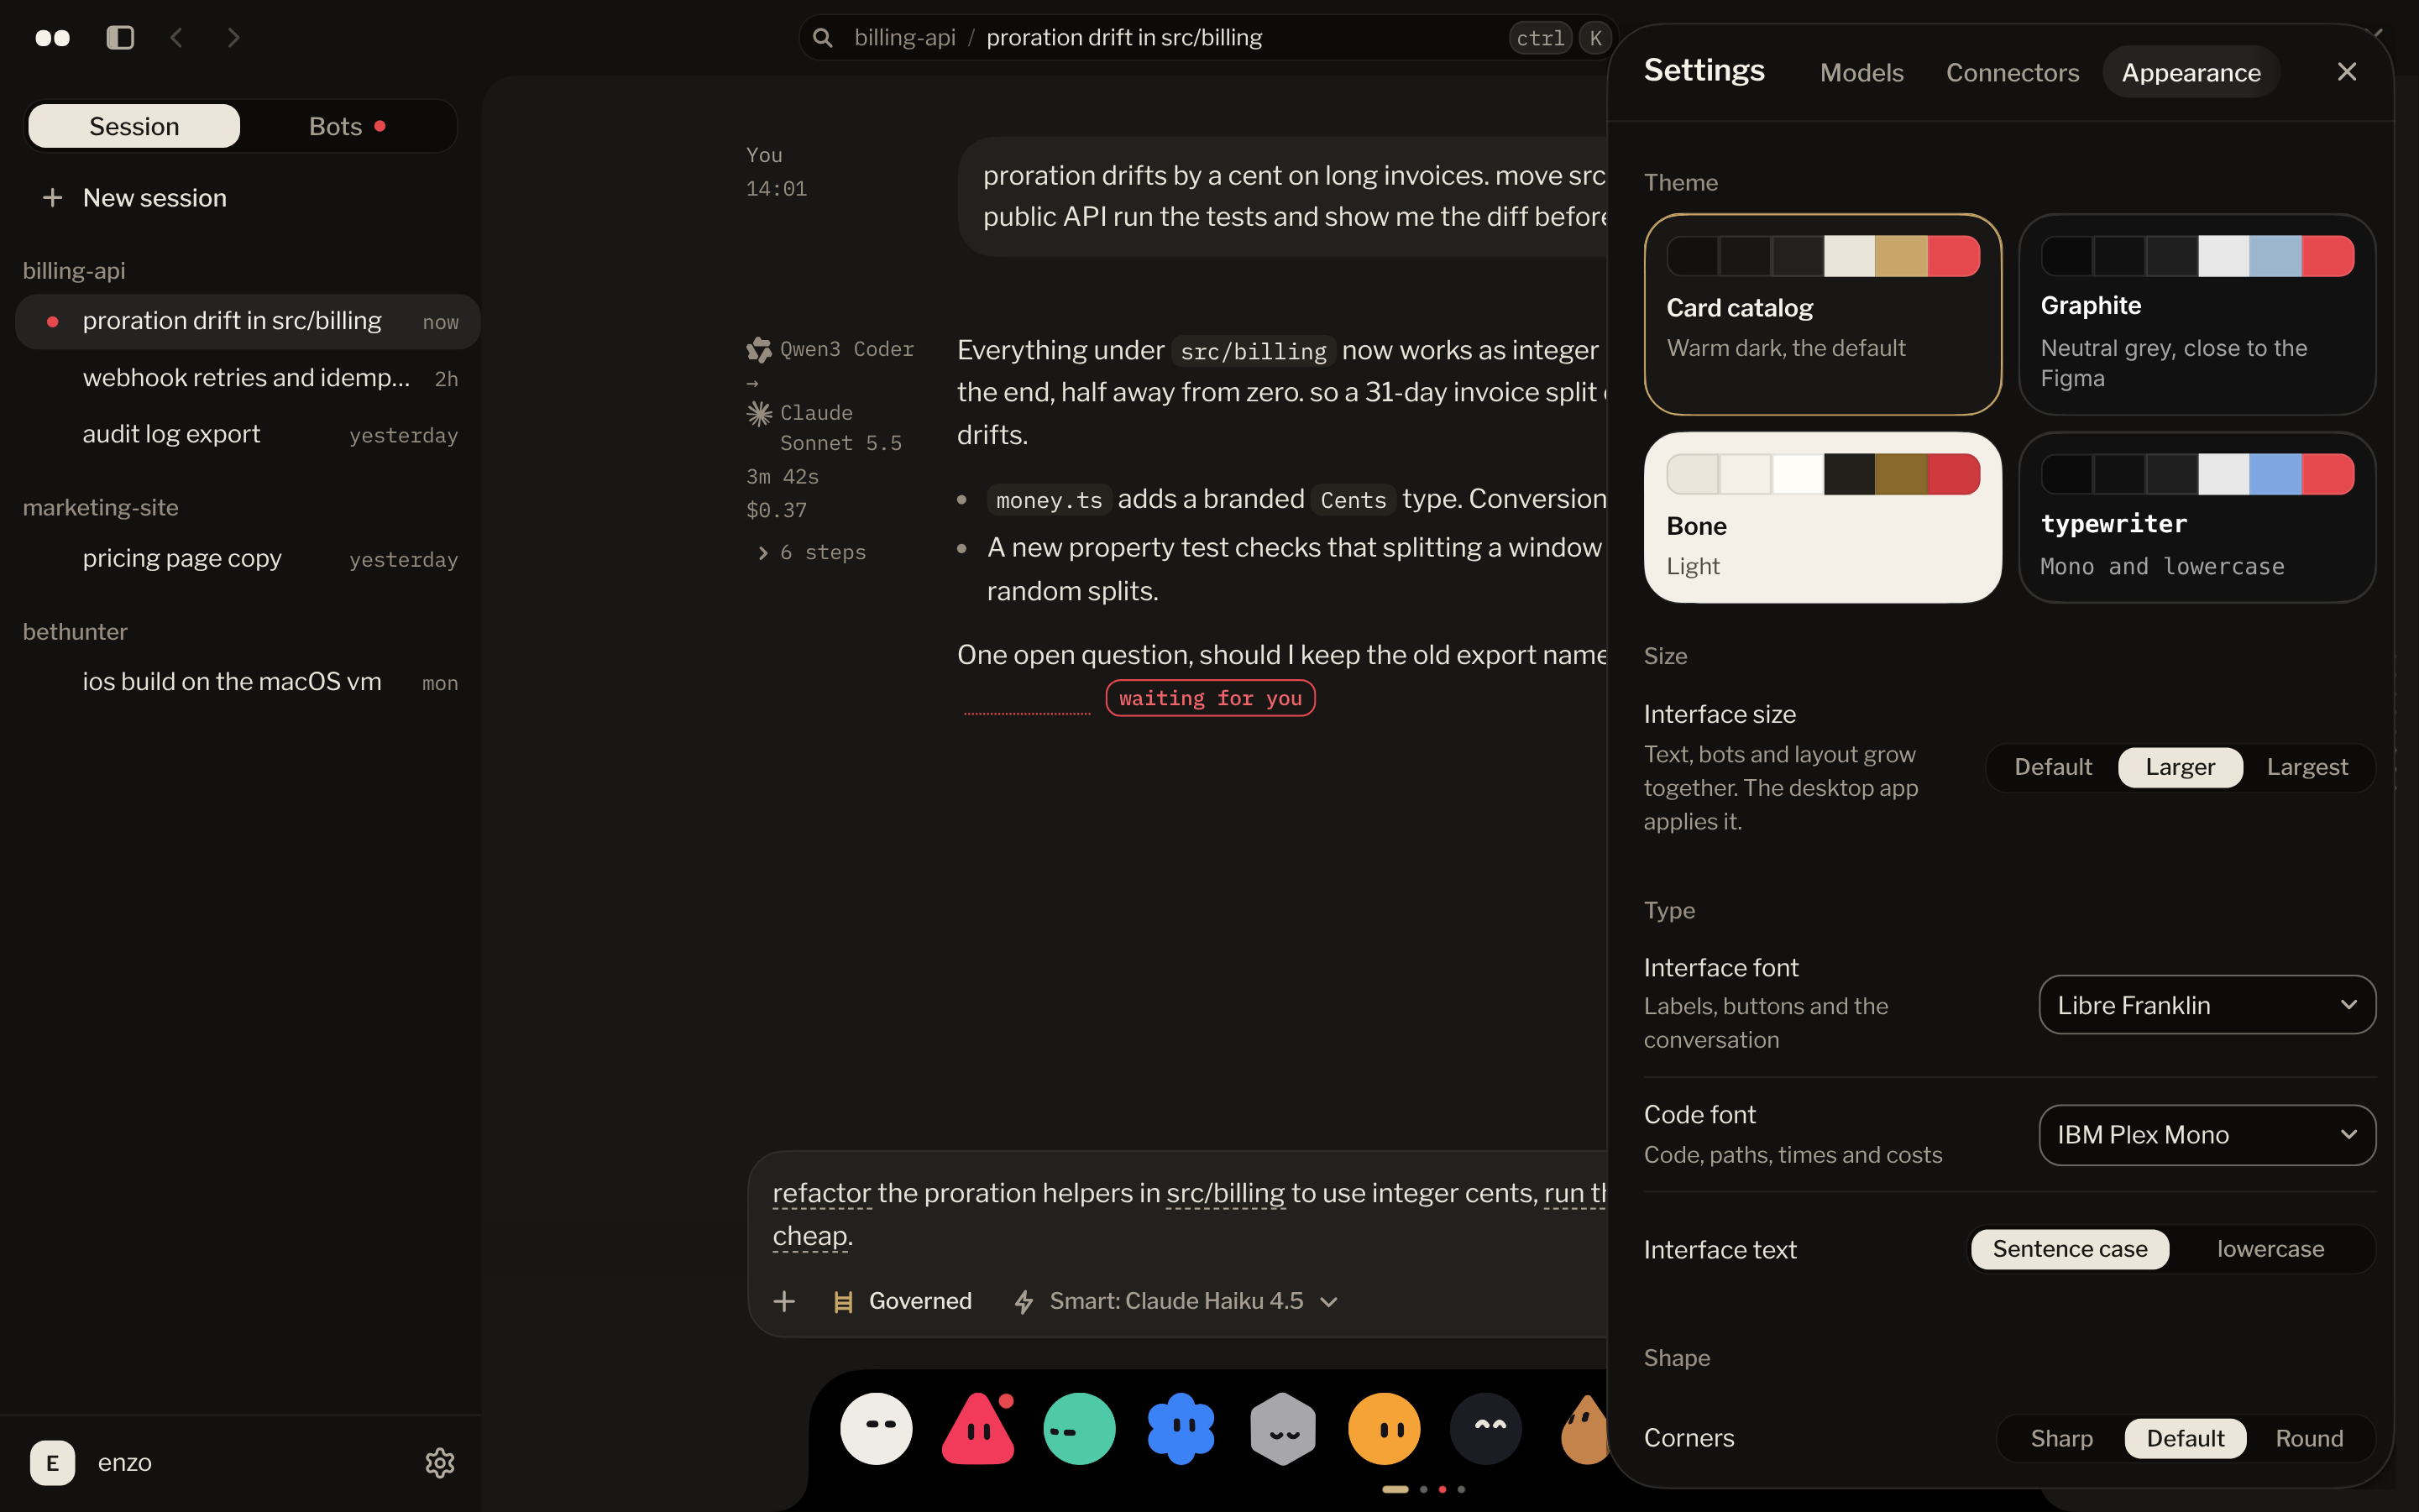 billing-api / proration drift in src/billing
ctrl K
Session
Bots
New session
billing-api
proration drift in src/billing now
webhook retries and idemp... 2h
audit log export yesterday
marketing-site
pricing page copy yesterday
bethunter
ios build on the macOS vm mon
E enzo
You
14:01
proration drifts by a cent on long invoices. move src
public API run the tests and show me the diff before
Qwen3 Coder
→
Claude
Sonnet 5.5
3m 42s
$0.37
6 steps
Everything under src/billing now works as integer
the end, half away from zero. so a 31-day invoice split
drifts.
money.ts adds a branded Cents type. Conversion
A new property test checks that splitting a window
random splits.
One open question, should I keep the old export name
waiting for you
refactor the proration helpers in src/billing to use integer cents, run th
cheap.
Governed
Smart: Claude Haiku 4.5
Settings
Models
Connectors
Appearance
Theme
Card catalog
Warm dark, the default
Graphite
Neutral grey, close to the
Figma
Bone
Light
typewriter
Mono and lowercase
Size
Interface size
Text, bots and layout grow
together. The desktop app
applies it.
Default Larger Largest
Type
Interface font
Labels, buttons and the
conversation
Libre Franklin
Code font
Code, paths, times and costs
IBM Plex Mono
Interface text
Sentence case lowercase
Shape
Corners
Sharp Default Round